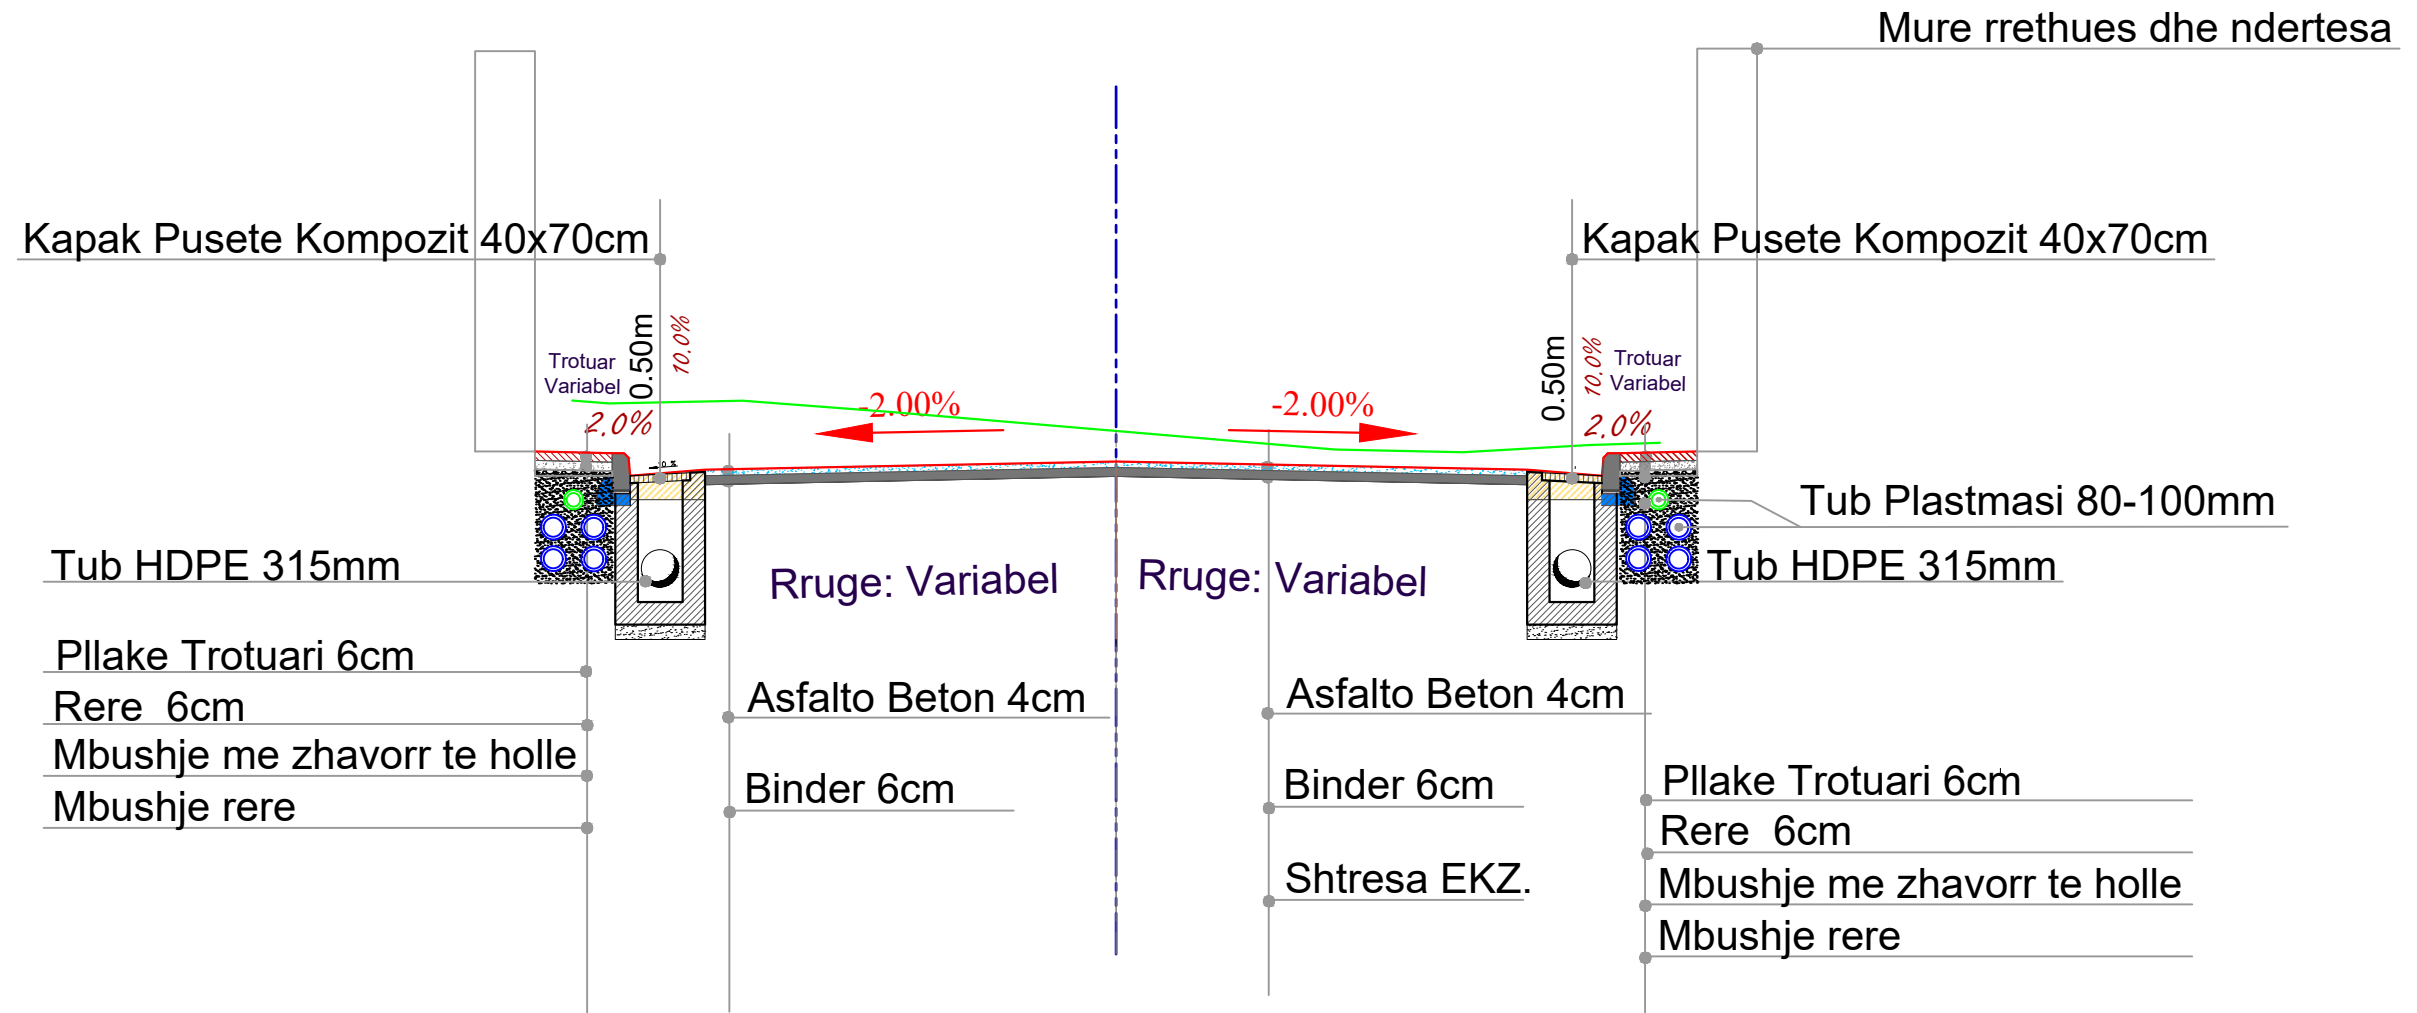 Mure rrethues dhe ndertesa
Kapak Pusete Kompozit 40x70cm
Kapak Pusete Kompozit 40x70cm
0.50m
10.0%
Trotuar
Variabel
2.0%
-2.00%
-2.00%
0.50m
10.0%
Trotuar
Variabel
2.0%
Tub Plastmasi 80-100mm
Tub HDPE 315mm
Tub HDPE 315mm
Rruge: Variabel
Rruge: Variabel
Pllake Trotuari 6cm
Rere 6cm
Mbushje me zhavorr te holle
Mbushje rere
Asfalto Beton 4cm
Binder 6cm
Asfalto Beton 4cm
Binder 6cm
Shtresa EKZ.
Pllake Trotuari 6cm
Rere 6cm
Mbushje me zhavorr te holle
Mbushje rere